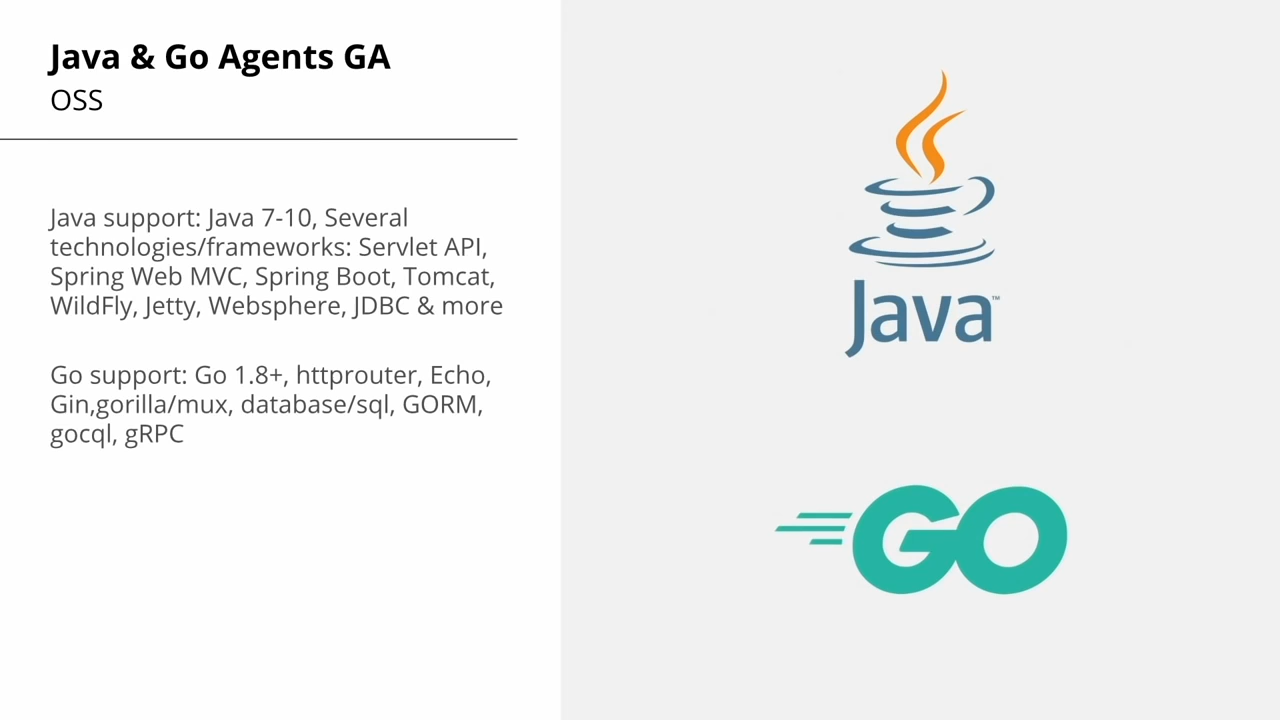 Java & Go Agents GA
OSS
Java support: Java 7-10, Several
technologies/frameworks: Servlet API,
Spring Web MVC, Spring Boot, Tomcat,
WildFly, Jetty, Websphere, JDBC & more
Go support: Go 1.8+, httprouter, Echo,
Gin,gorilla/mux, database/sql, GORM,
gocql, gRPC
Java™
GO